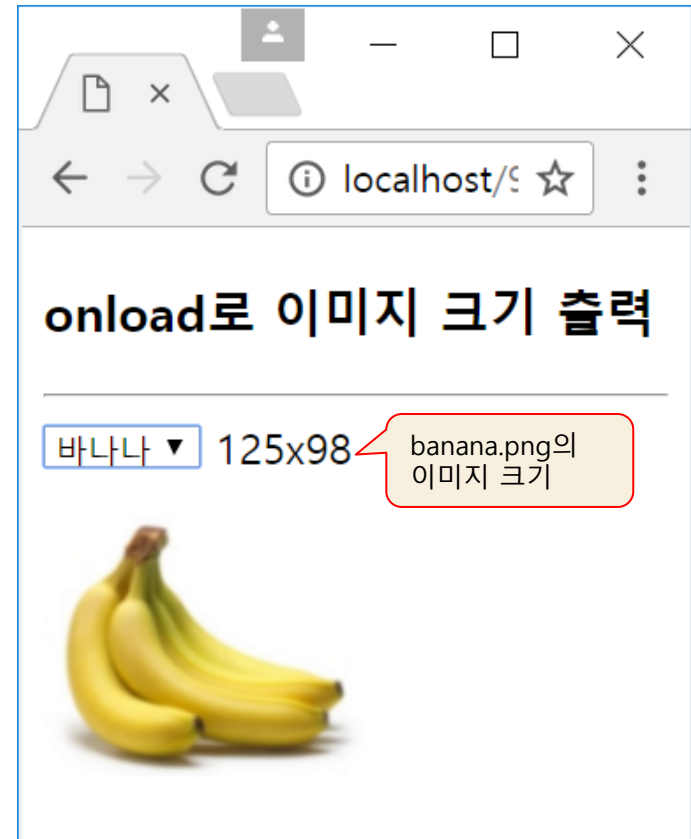 localhost/9
onload로 이미지 크기 출력
바나나 ▼ 125x98
banana.png의
이미지 크기